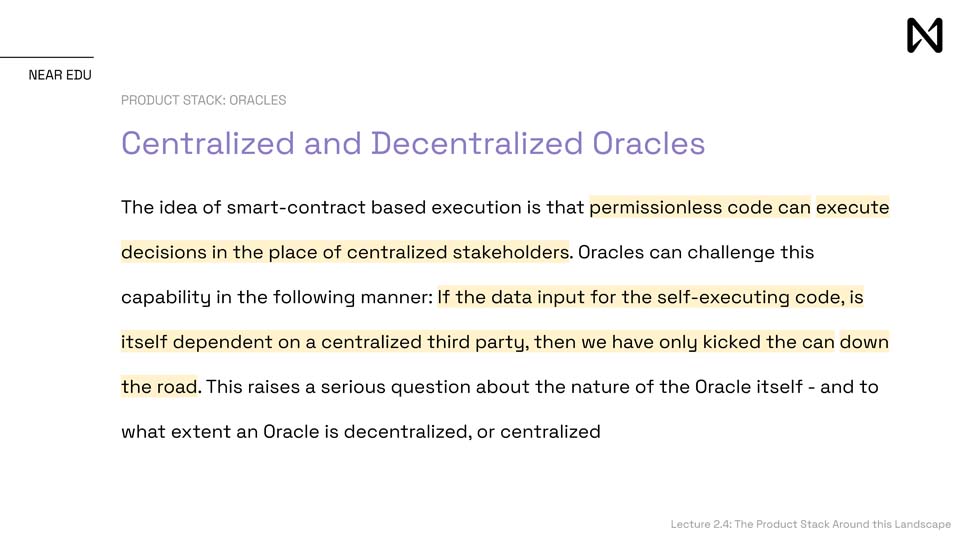 NEAR EDU
PRODUCT STACK: ORACLES
Centralized and Decentralized Oracles
The idea of smart-contract based execution is that permissionless code can execute
decisions in the place of centralized stakeholders. Oracles can challenge this
capability in the following manner: If the data input for the self-executing code, is
itself dependent on a centralized third party, then we have only kicked the can down
the road. This raises a serious question about the nature of the Oracle itself - and to
what extent an Oracle is decentralized, or centralized
Lecture 2.4: The Product Stack Around this Landscape